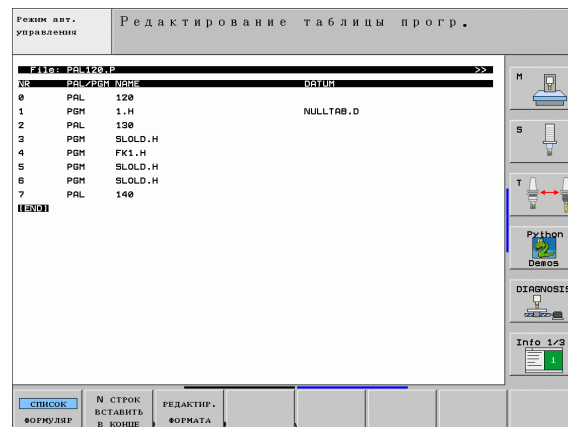 Режим авт.
управления
Редактирование таблицы прогр.
File: PAL120.P >>
NR PAL/PGM NAME DATUM
0 PAL 120
1 PGM 1.H NULLTAB.D
2 PAL 130
3 PGM SLOLD.H
4 PGM FK1.H
5 PGM SLOLD.H
6 PGM SLOLD.H
7 PAL 140
[END]
M
S
T
Python
Demos
DIAGNOSIS
Info 1/3
i
СПИСОК
ФОРМУЛЯР
N СТРОК
ВСТАВИТЬ
В КОНЦЕ
РЕДАКТИР.
ФОРМАТА